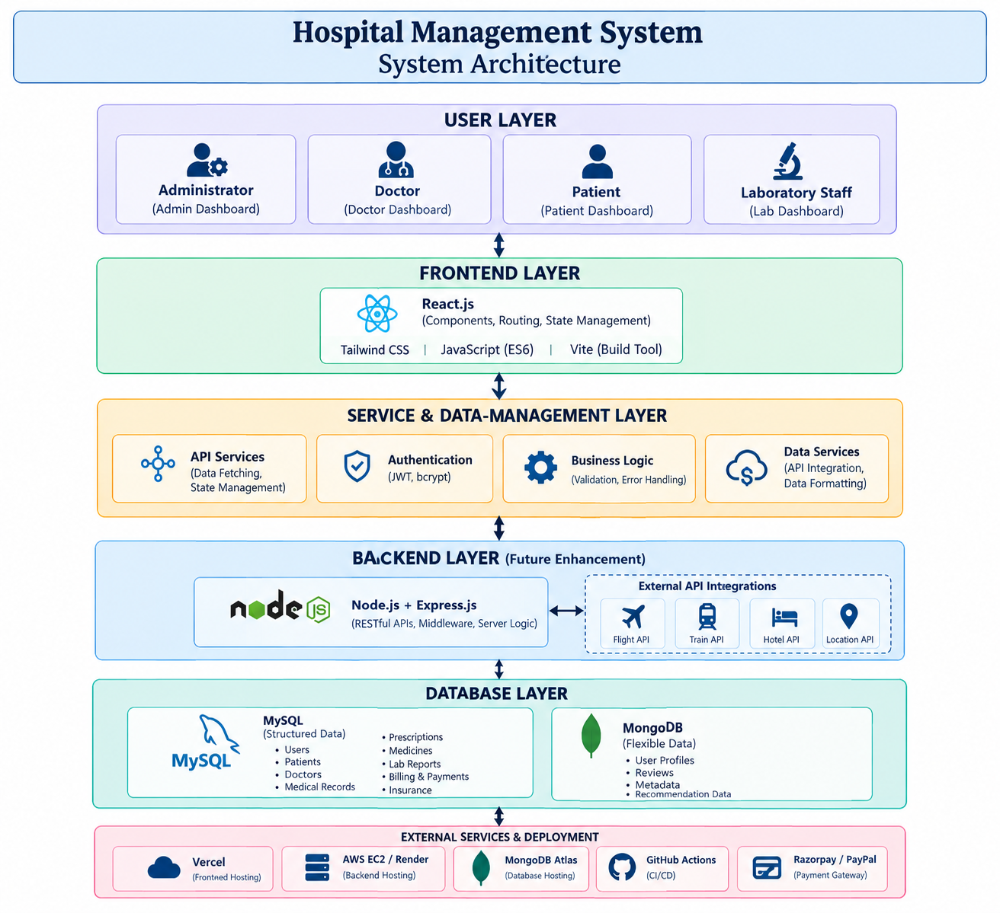 Hospital Management System
System Architecture
USER LAYER
Administrator
(Admin Dashboard)
Doctor
(Doctor Dashboard)
Patient
(Patient Dashboard)
Laboratory Staff
(Lab Dashboard)
FRONTEND LAYER
React.js
(Components, Routing, State Management)
Tailwind CSS | JavaScript (ES6) | Vite (Build Tool)
SERVICE & DATA-MANAGEMENT LAYER
API Services
(Data Fetching,
State Management)
Authentication
(JWT, bcrypt)
Business Logic
(Validation, Error Handling)
Data Services
(API Integration,
Data Formatting)
BACKEND LAYER (Future Enhancement)
node JS
Node.js + Express.js
(RESTful APIs, Middleware, Server Logic)
External API Integrations
Flight API
Train API
Hotel API
Location API
DATABASE LAYER
MySQL
MySQL
(Structured Data)
• Users
• Patients
• Doctors
• Medical Records
• Prescriptions
• Medicines
• Lab Reports
• Billing & Payments
• Insurance
MongoDB
(Flexible Data)
• User Profiles
• Reviews
• Metadata
• Recommendation Data
EXTERNAL SERVICES & DEPLOYMENT
Vercel
(Frontned Hosting)
AWS EC2 / Render
(Backend Hosting)
MongoDB Atlas
(Database Hosting)
GitHub Actions
(CI/CD)
Razorpay / PayPal
(Payment Gateway)